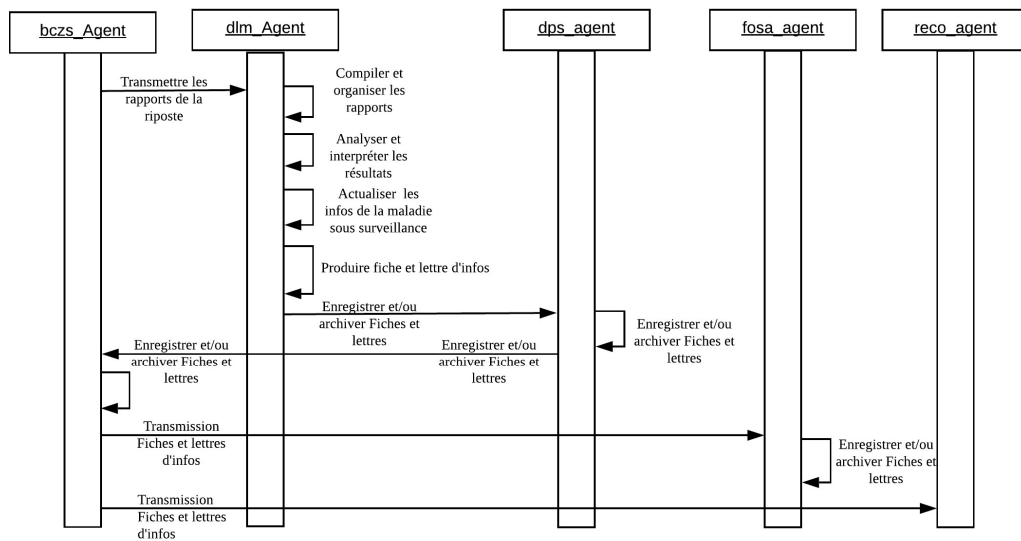 bczs_Agent
dlm_Agent
dps_agent
fosa_agent
reco_agent
Transmettre les
rapports de la
riposte
Compiler et
organiser les
rapports
Analyser et
interpréter les
résultats
Actualiser les
infos de la maladie
sous surveillance
Produire fiche et lettre d'infos
Enregistrer et/ou
archiver Fiches et
lettres
Enregistrer et/ou
archiver Fiches et
lettres
Enregistrer et/ou
archiver Fiches et
lettres
Enregistrer et/ou
archiver Fiches et
lettres
Transmission
Fiches et lettres
d'infos
Enregistrer et/ou
archiver Fiches et
lettres
Transmission
Fiches et lettres
d'infos